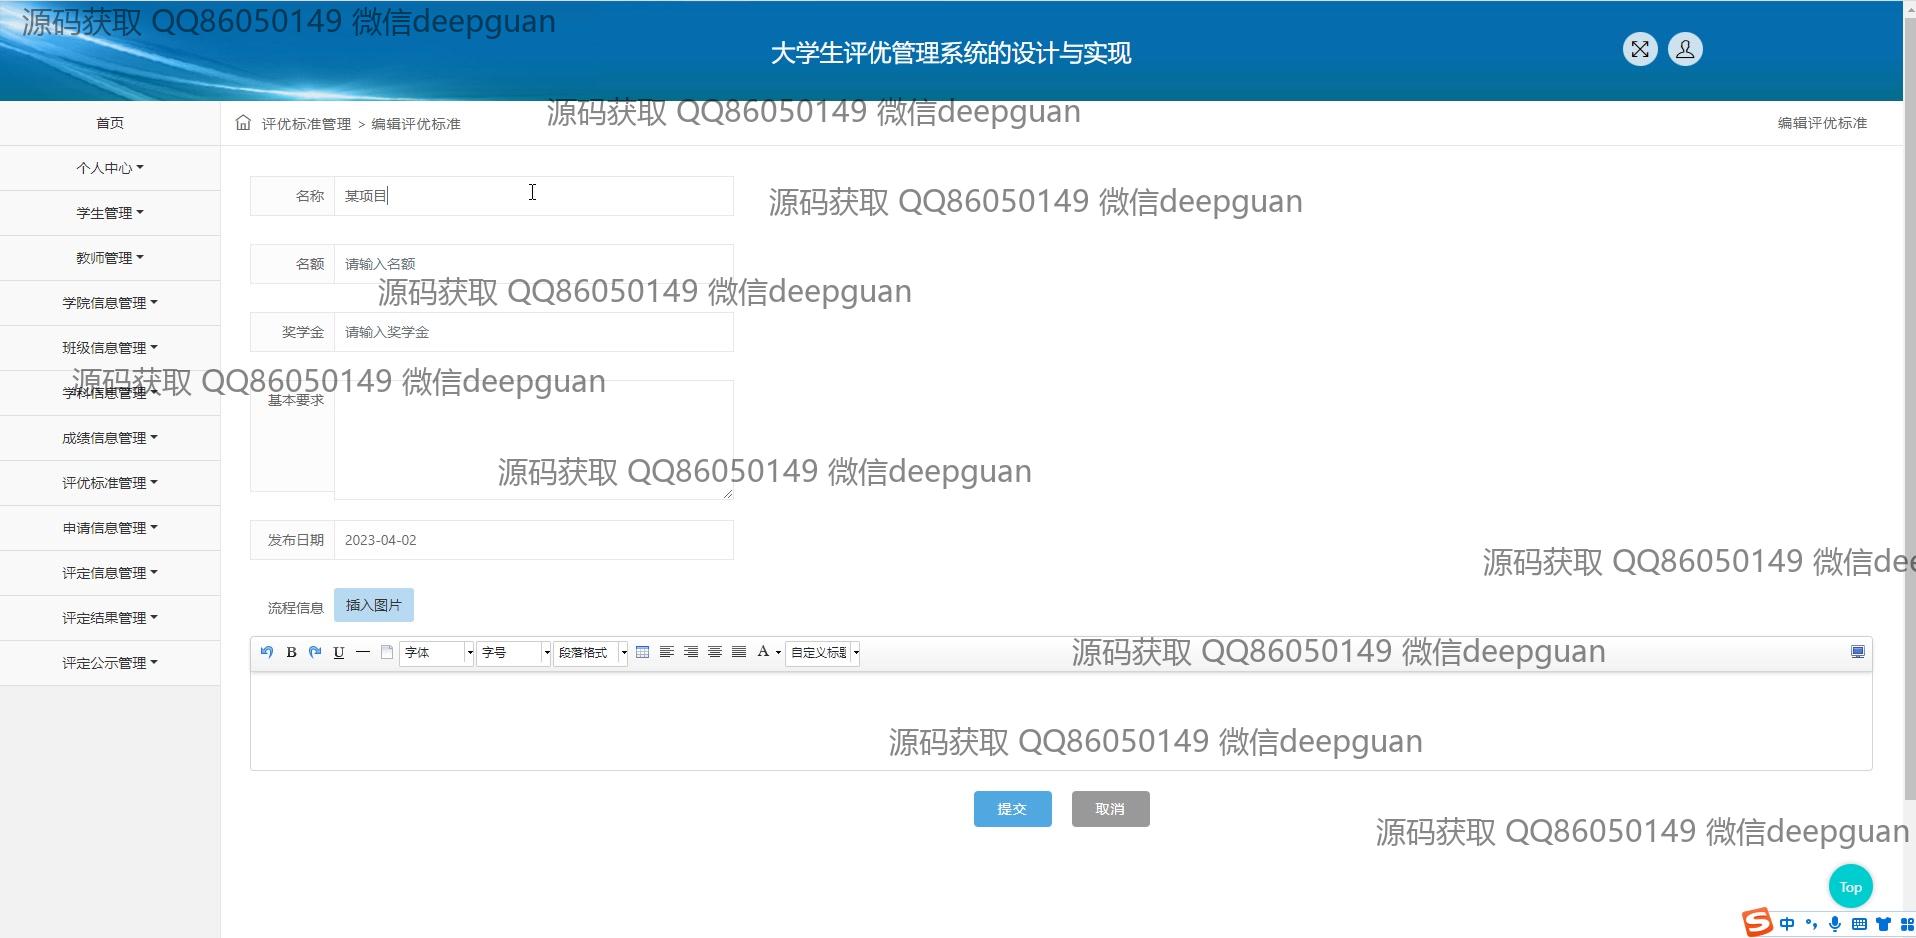 源码获取 QQ86050149 微信deepguan
大学生评优管理系统的设计与实现
源码获取 QQ86050149 微信deepguan
首页
评优标准管理 > 编辑评优标准
编辑评优标准
个人中心
名称
某项目
源码获取 QQ86050149 微信deepguan
学生管理
教师管理
名额
请输入名额
源码获取 QQ86050149 微信deepguan
学院信息管理
奖学金
请输入奖学金
班级信息管理
源码获取 QQ86050149 微信deepguan
学科信息管理
基本要求
成绩信息管理
源码获取 QQ86050149 微信deepguan
评优标准管理
申请信息管理
发布日期
2023-04-02
源码获取 QQ86050149 微信dee
评定信息管理
流程信息
插入图片
评定结果管理
B U 字体 字号 段落格式 A 自定义标题
源码获取 QQ86050149 微信deepguan
评定公示管理
源码获取 QQ86050149 微信deepguan
提交
取消
源码获取 QQ86050149 微信deepguan
Top
S 中